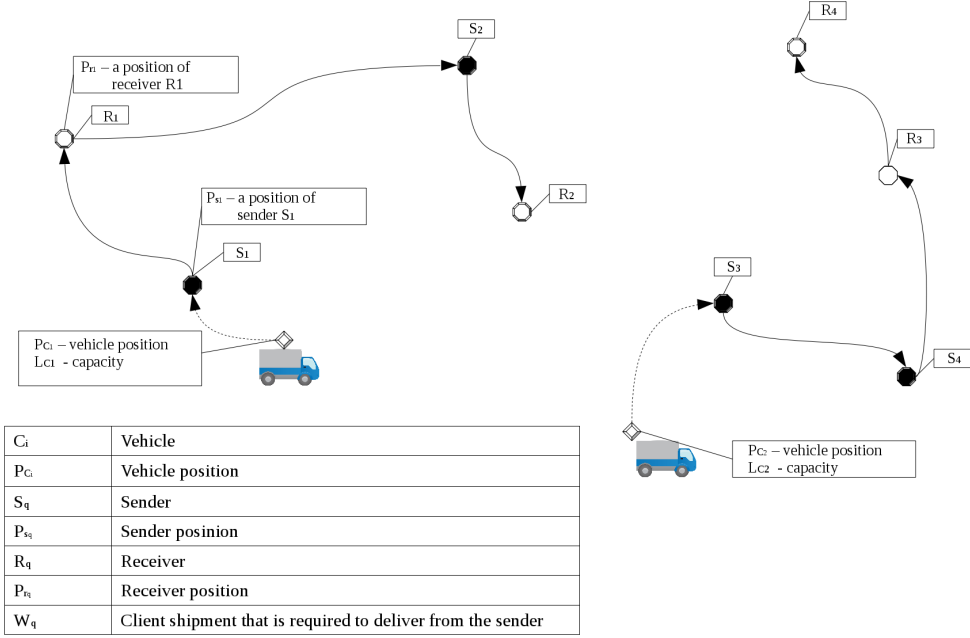 R4
S2
Pr1 – a position of
receiver R1
R1
R3
Ps1 – a position of
sender S1
R2
S1
S3
PC1 – vehicle position
LC1 - capacity
S4
PC2 – vehicle position
LC2 - capacity
Ci Vehicle
PCi Vehicle position
Sq Sender
Psq Sender posinion
Rq Receiver
Prq Receiver position
Wq Client shipment that is required to deliver from the sender